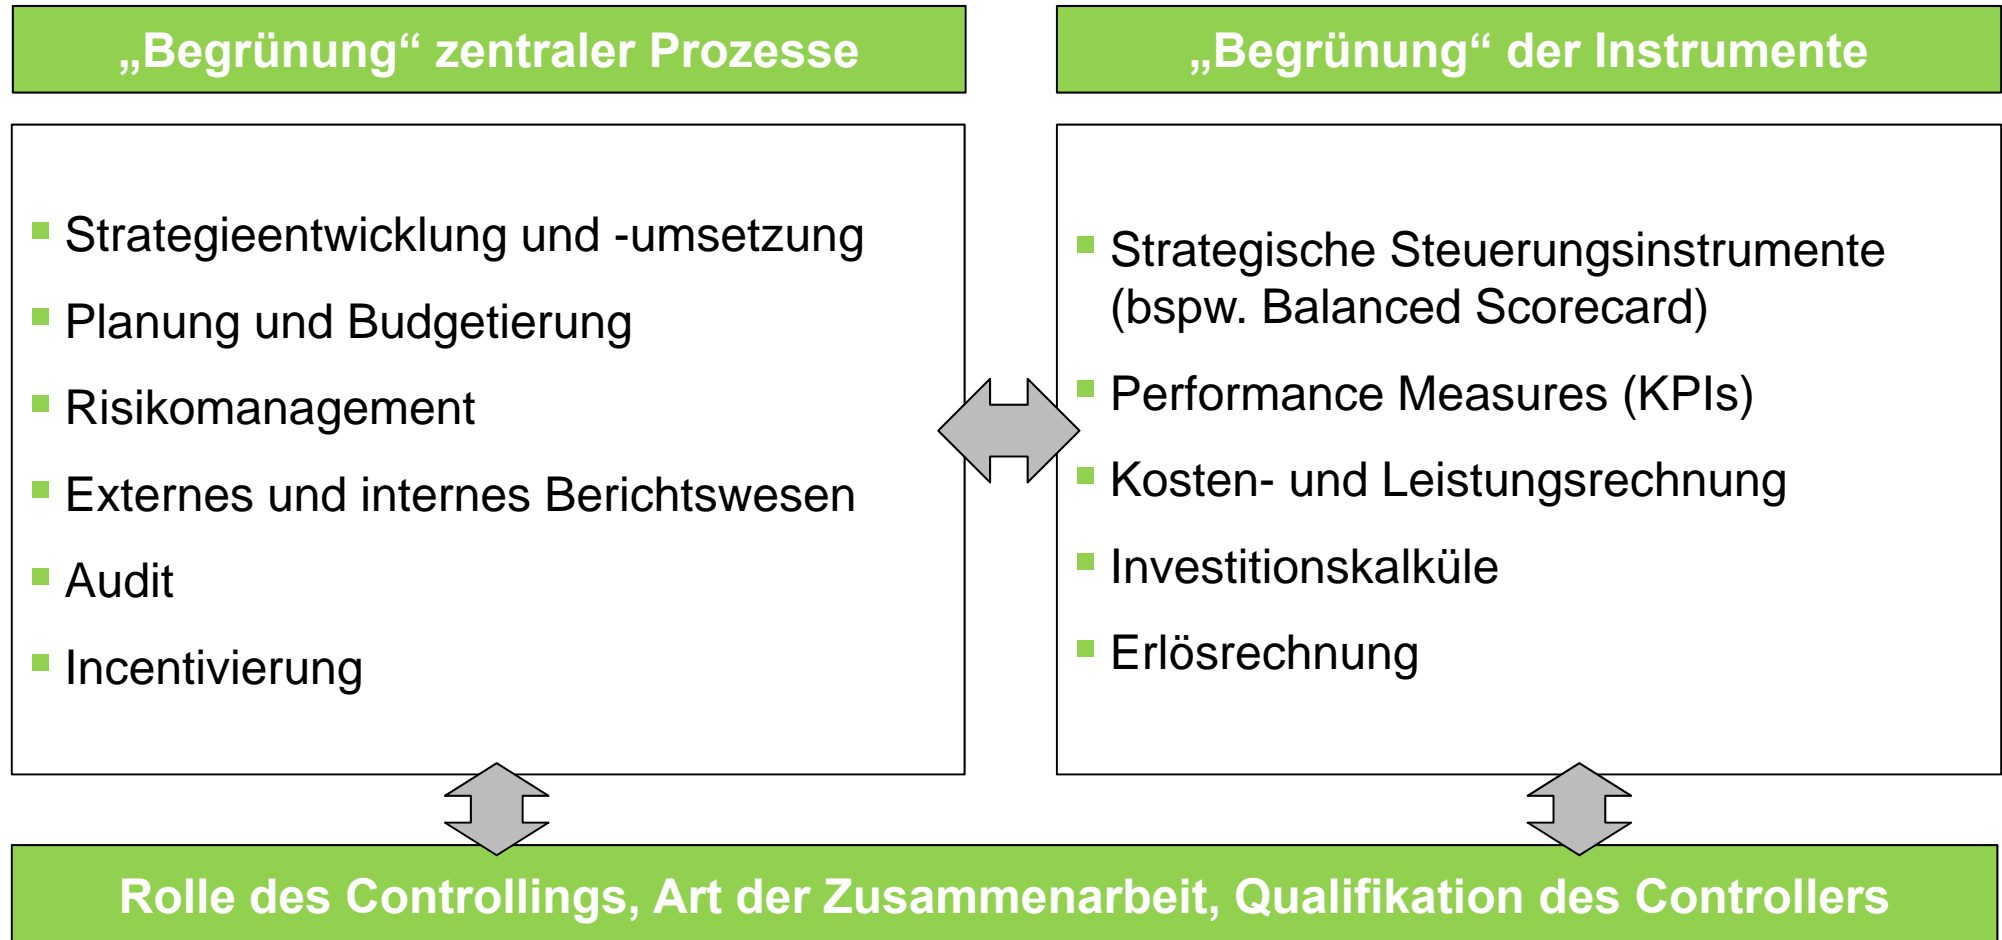 „Begrünung“ zentraler Prozesse
Strategieentwicklung und -umsetzung
Planung und Budgetierung
Risikomanagement
Externes und internes Berichtswesen
Audit
Incentivierung
„Begrünung“ der Instrumente
Strategische Steuerungsinstrumente
(bspw. Balanced Scorecard)
Performance Measures (KPIs)
Kosten- und Leistungsrechnung
Investitionskalküle
Erlösrechnung
Rolle des Controllings, Art der Zusammenarbeit, Qualifikation des Controllers